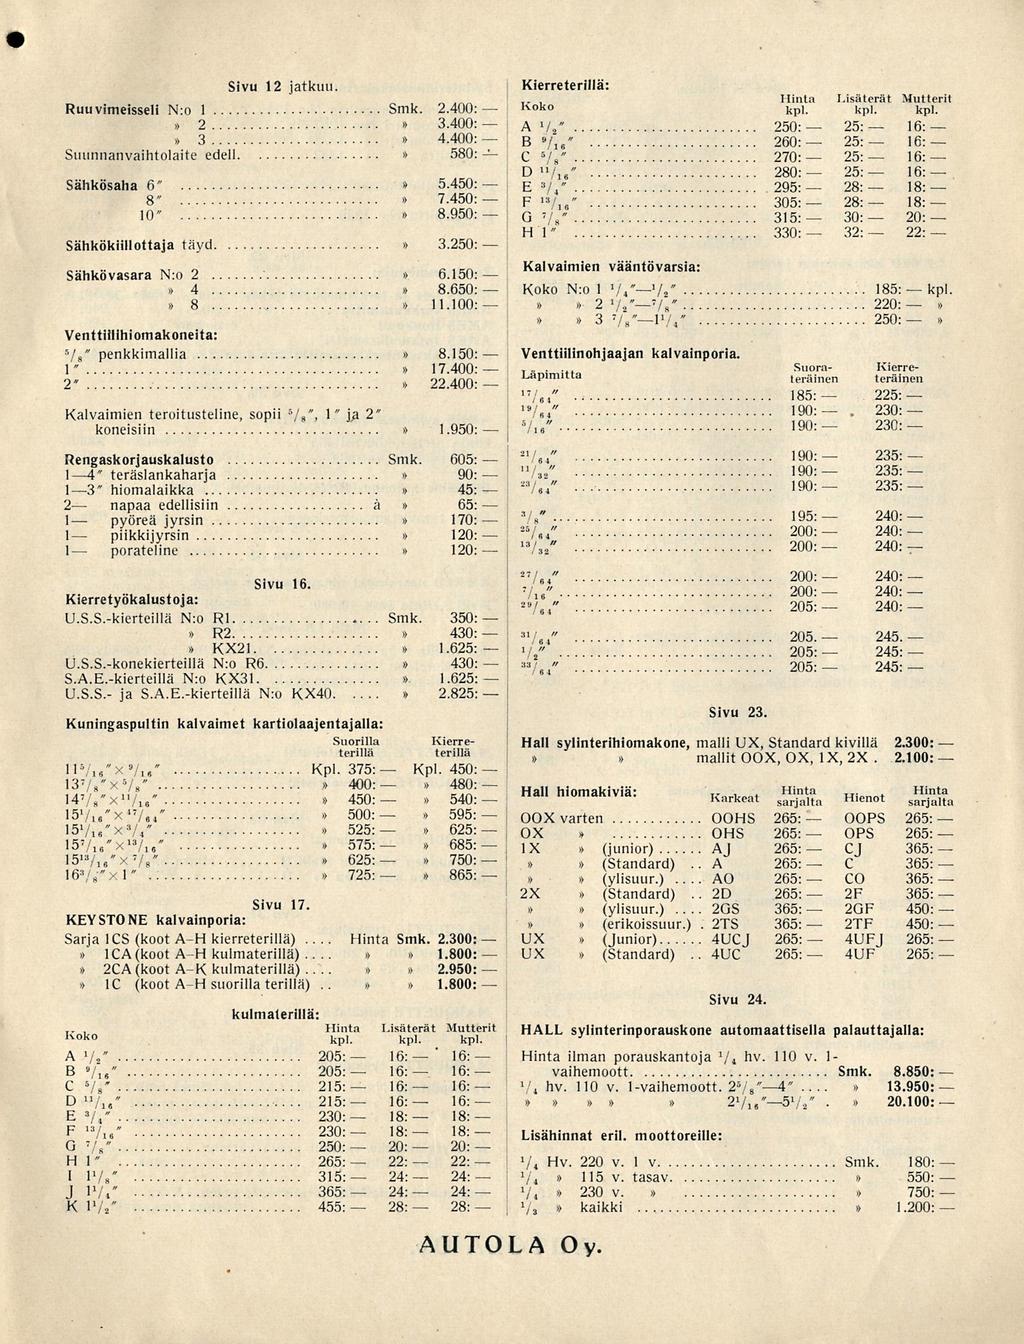 Sivu 12 jatkuu.
Ruuvimeisseli N:o 1 ........ Smk. 2.400: —
» 2 ........ » 3.400: —
» 3 ........ » 4.400: —
Suunnanvaihtolaite edell. ........ » 580: —
Sähkösaha 6" ........ » 5.450: —
8" ........ » 7.450: —
10" ........ » 8.950: —
Sähkökiillottaja täyd. ........ » 3.250: —
Sähkövasara N:o 2 ........ » 6.150: —
» 4 ........ » 8.650: —
» 8 ........ » 11.100: —
Venttiilihiomakoneita:
5/8" penkkimallia ........ » 8.150: —
1" ........ » 17.400: —
2" ........ » 22.400: —
Kalvaimien teroitusteline, sopii 5/8", 1" ja 2"
koneisiin ........ » 1.950: —
Rengaskorjauskalusto ........ Smk. 605: —
1—4" teräslankaharja ........ » 90: —
1—3" hiomalaikka ........ » 45: —
2— napaa edellisiin ........ à » 65: —
1— pyöreä jyrsin ........ » 170: —
1— piikkijyrsin ........ » 120: —
1— porateline ........ » 120: —
Sivu 16.
Kierretyökalustoja:
U.S.S.-kierteillä N:o R1. ........ Smk. 350: —
» R2. ........ » 430: —
» KX21. ........ » 1.625: —
U.S.S.-konekierteillä N:o R6. ........ » 430: —
S.A.E.-kierteillä N:o KX31. ........ » 1.625: —
U.S.S.- ja S.A.E.-kierteillä N:o KX40. .... » 2.825: —
Kuningaspultin kalvaimet kartiolaajentajalla:
Suorilla Kierre-
terillä terillä
11 5/16"×9/16" ........ Kpl. 375: — Kpl. 450: —
13 7/8"×5/8" ........ » 400: — » 480: —
14 7/8"×11/16" ........ » 450: — » 540: —
15 1/16"×47/64" ........ » 500: — » 595: —
15 1/16"×3/4" ........ » 525: — » 625: —
15 7/16"×13/16" ........ » 575: — » 685: —
15 13/16"×7/8" ........ » 625: — » 750: —
16 3/8"×1" ........ » 725: — » 865: —
Sivu 17.
KEYSTONE kalvainporia:
Sarja 1CS (koot A–H kierreterillä) .... Hinta Smk. 2.300: —
» 1CA (koot A–H kulmaterillä) .... » » 1.800: —
» 2CA (koot A–K kulmaterillä) .... » » 2.950: —
» 1C (koot A–H suorilla terillä) .. » » 1.800: —
kulmaterillä:
Koko Hinta kpl. Lisäterät kpl. Mutterit kpl.
A 1/2" ........ 205: — 16: — 16: —
B 9/16" ........ 205: — 16: — 16: —
C 5/8" ........ 215: — 16: — 16: —
D 11/16" ........ 215: — 16: — 16: —
E 3/4" ........ 230: — 18: — 18: —
F 13/16" ........ 230: — 18: — 18: —
G 7/8" ........ 250: — 20: — 20: —
H 1" ........ 265: — 22: — 22: —
I 1 1/8" ........ 315: — 24: — 24: —
J 1 1/4" ........ 365: — 24: — 24: —
K 1 1/2" ........ 455: — 28: — 28: —
Kierreterillä:
Koko Hinta kpl. Lisäterät kpl. Mutterit kpl.
A 1/2" ........ 250: — 25: — 16: —
B 9/16" ........ 260: — 25: — 16: —
C 5/8" ........ 270: — 25: — 16: —
D 11/16" ........ 280: — 25: — 16: —
E 3/4" ........ 295: — 28: — 18: —
F 13/16" ........ 305: — 28: — 18: —
G 7/8" ........ 315: — 30: — 20: —
H 1" ........ 330: — 32: — 22: —
Kalvaimien vääntövarsia:
Koko N:o 1 1/4"—1/2" ........ 185: — kpl.
» » 2 1/2"—7/8" ........ 220: — »
» » 3 7/8"—1 1/4" ........ 250: — »
Venttiilinohjaajan kalvainporia.
Läpimitta Suora- teräinen Kierre- teräinen
17/64" ........ 185: — 225: —
19/64" ........ 190: — 230: —
5/16" ........ 190: — 230: —
21/64" ........ 190: — 235: —
11/32" ........ 190: — 235: —
23/64" ........ 190: — 235: —
3/8" ........ 195: — 240: —
25/64" ........ 200: — 240: —
13/32" ........ 200: — 240: —
27/64" ........ 200: — 240: —
7/16" ........ 200: — 240: —
29/64" ........ 205: — 240: —
31/64" ........ 205. — 245. —
1/2" ........ 205: — 245: —
33/64" ........ 205: — 245: —
Sivu 23.
Hall sylinterihiomakone, malli UX, Standard kivillä 2.300: —
» » mallit OOX, OX, 1X, 2X . 2.100: —
Hall hiomakiviä: Karkeat Hinta sarjalta Hienot Hinta sarjalta
OOX varten ........ OOHS 265: — OOPS 265: —
OX » ........ OHS 265: — OPS 265: —
1X » (junior) ...... AJ 265: — CJ 365: —
» » (Standard) .. A 265: — C 365: —
» » (ylisuur.) .... AO 265: — CO 365: —
2X » (Standard) .. 2D 265: — 2F 365: —
» » (ylisuur.) .... 2GS 365: — 2GF 450: —
» » (erikoissuur.) . 2TS 365: — 2TF 450: —
UX » (Junior) ...... 4UCJ 265: — 4UFJ 265: —
UX » (Standard) .. 4UC 265: — 4UF 265: —
Sivu 24.
HALL sylinterinporauskone automaattisella palauttajalla:
Hinta ilman porauskantoja 1/4 hv. 110 v. 1-
vaihemoott. ........ Smk. 8.850: —
1/4 hv. 110 v. 1-vaihemoott. 2 5/8"—4" .... » 13.950: —
» » » » » 2 1/16"—5 1/2" . » 20.100: —
Lisähinnat eril. moottoreille:
1/4 Hv. 220 v. 1 v. ........ Smk. 180: —
1/4 » 115 v. tasav. ........ » 550: —
1/4 » 230 v. » ........ » 750: —
1/3 » kaikki ........ » 1.200: —
AUTOLA Oy.